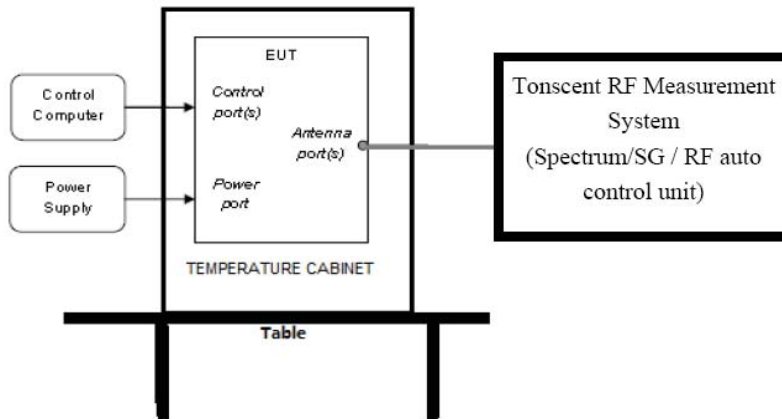 EUT
Control
Computer
Control
port(s)
Antenna
port(s)
Power
Supply
Power
port
TEMPERATURE CABINET
Table
Tonscent RF Measurement
System
(Spectrum/SG / RF auto
control unit)